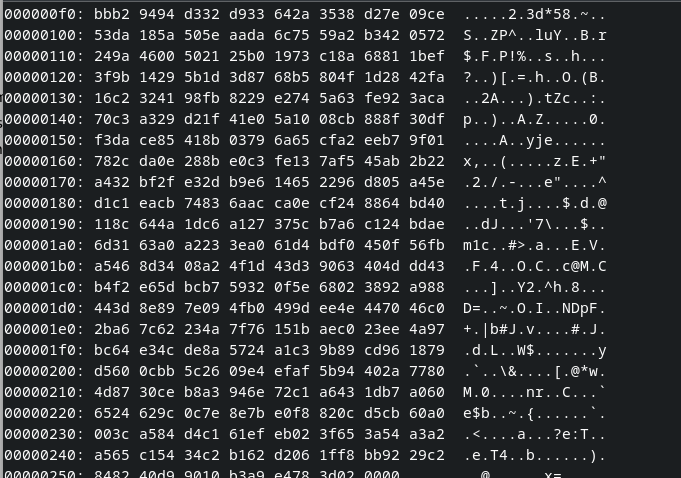 000000f0: bbb2 9494 d332 d933 642a 3538 d27e 09ce  .....2.3d*58.~..
00000100: 53da 185a 505e aada 6c75 59a2 b342 0572  S..ZP^..luY..B.r
00000110: 249a 4600 5021 25b0 1973 c18a 6881 1bef  $.F.P!%..s..h...
00000120: 3f9b 1429 5b1d 3d87 68b5 804f 1d28 42fa  ?..)[.=.h..O.(B.
00000130: 16c2 3241 98fb 8229 e274 5a63 fe92 3aca  ..2A...).tZc..:.
00000140: 70c3 a329 d21f 41e0 5a10 08cb 888f 30df  p..)..A.Z.....0.
00000150: f3da ce85 418b 0379 6a65 cfa2 eeb7 9f01  ....A..yje......
00000160: 782c da0e 288b e0c3 fe13 7af5 45ab 2b22  x,..(.....z.E.+"
00000170: a432 bf2f e32d b9e6 1465 2296 d805 a45e  .2./.-...e"....^
00000180: d1c1 eacb 7483 6aac ca0e cf24 8864 bd40  ....t.j....$.d.@
00000190: 118c 644a 1dc6 a127 375c b7a6 c124 bdae  ..dJ...'7\...$..
000001a0: 6d31 63a0 a223 3ea0 61d4 bdf0 450f 56fb  m1c..#>.a...E.V.
000001b0: a546 8d34 08a2 4f1d 43d3 9063 404d dd43  .F.4..O.C..c@M.C
000001c0: b4f2 e65d bcb7 5932 0f5e 6802 3892 a988  ...]..Y2.^h.8...
000001d0: 443d 8e89 7e09 4fb0 499d ee4e 4470 46c0  D=..~.O.I..NDpF.
000001e0: 2ba6 7c62 234a 7f76 151b aec0 23ee 4a97  +.|b#J.v....#.J.
000001f0: bc64 e34c de8a 5724 a1c3 9b89 cd96 1879  .d.L..W$.......y
00000200: d560 0cbb 5c26 09e4 efaf 5b94 402a 7780  .`..\&....[.@*w.
00000210: 4d87 30ce b8a3 946e 72c1 a643 1db7 a060  M.0....nr..C...`
00000220: 6524 629c 0c7e 8e7b e0f8 820c d5cb 60a0  e$b..~.{......`.
00000230: 003c a584 d4c1 61ef eb02 3f65 3a54 a3a2  .<....a...?e:T..
00000240: a565 c154 34c2 b162 d206 1ff8 bb92 29c2  .e.T4..b......).
00000250: 8482 40d9 9010 b3a9 e478 3d02 0000  ..@......x=...